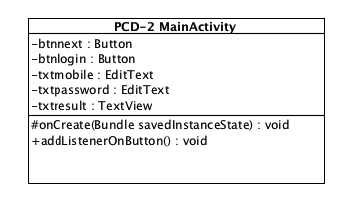 PCD-2 MainActivity
-btnnext : Button
-btnlogin : Button
-txtmobile : EditText
-txtpassword : EditText
-txtresult : TextView
#onCreate(Bundle savedInstanceState) : void
+addListenerOnButton() : void